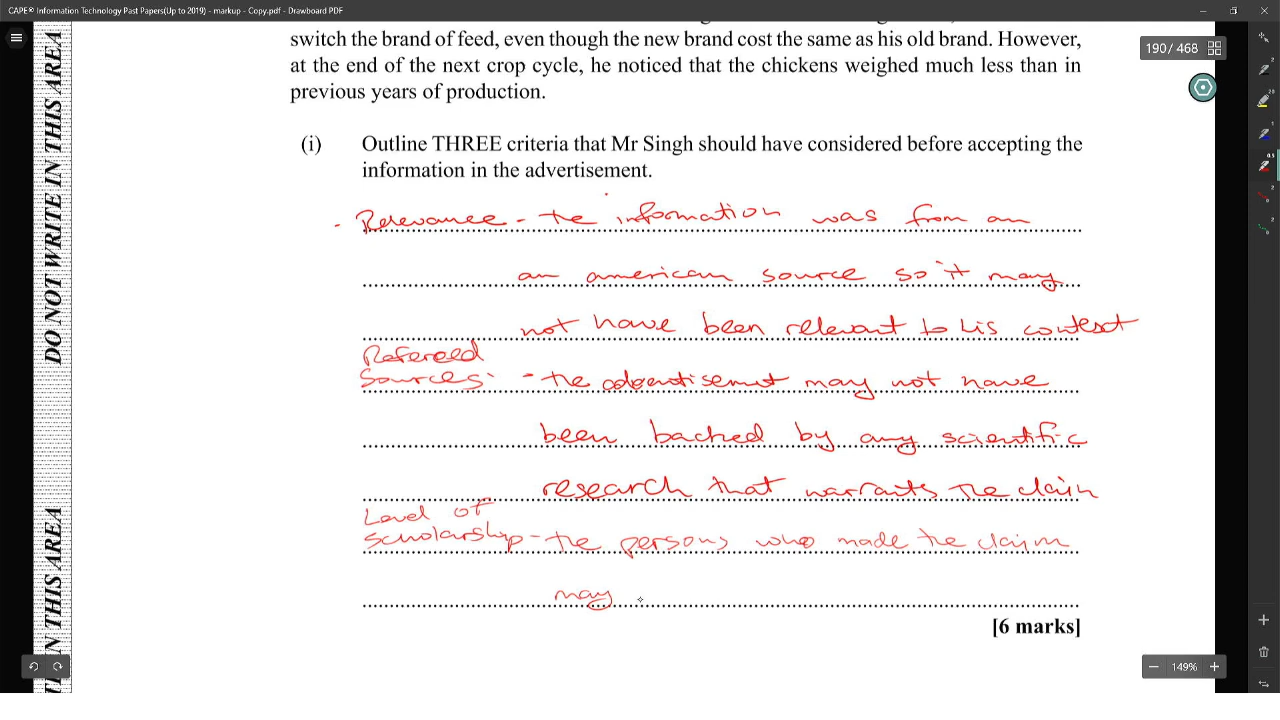 CAPE® Information Technology Past Papers(Up to 2019) - markup - Copy.pdf - Drawboard PDF
switch the brand of feed even though the new brand cost the same as his old brand. However,
at the end of the next crop cycle, he noticed that the chickens weighed much less than in
previous years of production.
190 / 468
(i) Outline THREE criteria that Mr Singh should have considered before accepting the
information in the advertisement.
- Relevance - the information was from an
an american source so it may
not have been relevant to his context
Refereed
Sources: - the advertisement may not have
been backed by any scientific
research that warrants the claim
Level of
scholarship - the persons who made the claim
may
[6 marks]
149%
DO NOT WRITE IN THIS AREA
IN THIS AREA